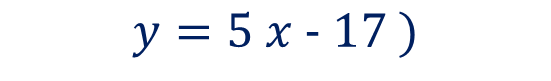 y = 5 x - 17 )